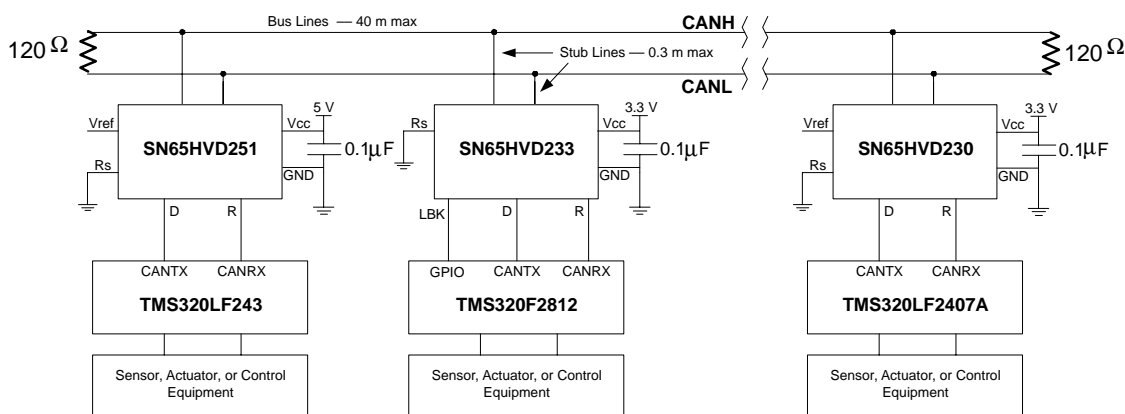 Bus Lines — 40 m max
CANH
120 Ω
Stub Lines — 0.3 m max
120 Ω
CANL
5 V
3.3 V
3.3 V
Vref
Vcc
Rs
Vcc
Vref
Vcc
SN65HVD251
0.1µF
SN65HVD233
0.1µF
SN65HVD230
0.1µF
Rs
GND
GND
Rs
GND
D
R
LBK
D
R
D
R
CANTX
CANRX
GPIO
CANTX
CANRX
CANTX
CANRX
TMS320LF243
TMS320F2812
TMS320LF2407A
Sensor, Actuator, or Control
Equipment
Sensor, Actuator, or Control
Equipment
Sensor, Actuator, or Control
Equipment